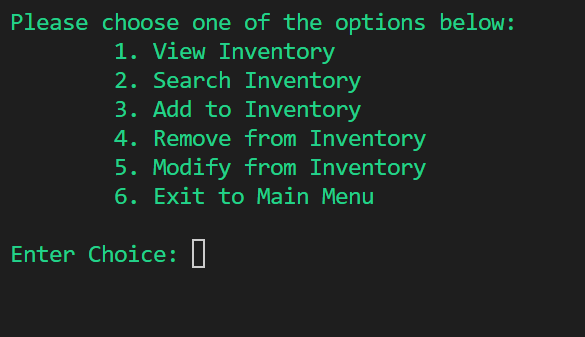 Please choose one of the options below:
1. View Inventory
2. Search Inventory
3. Add to Inventory
4. Remove from Inventory
5. Modify from Inventory
6. Exit to Main Menu
Enter Choice: